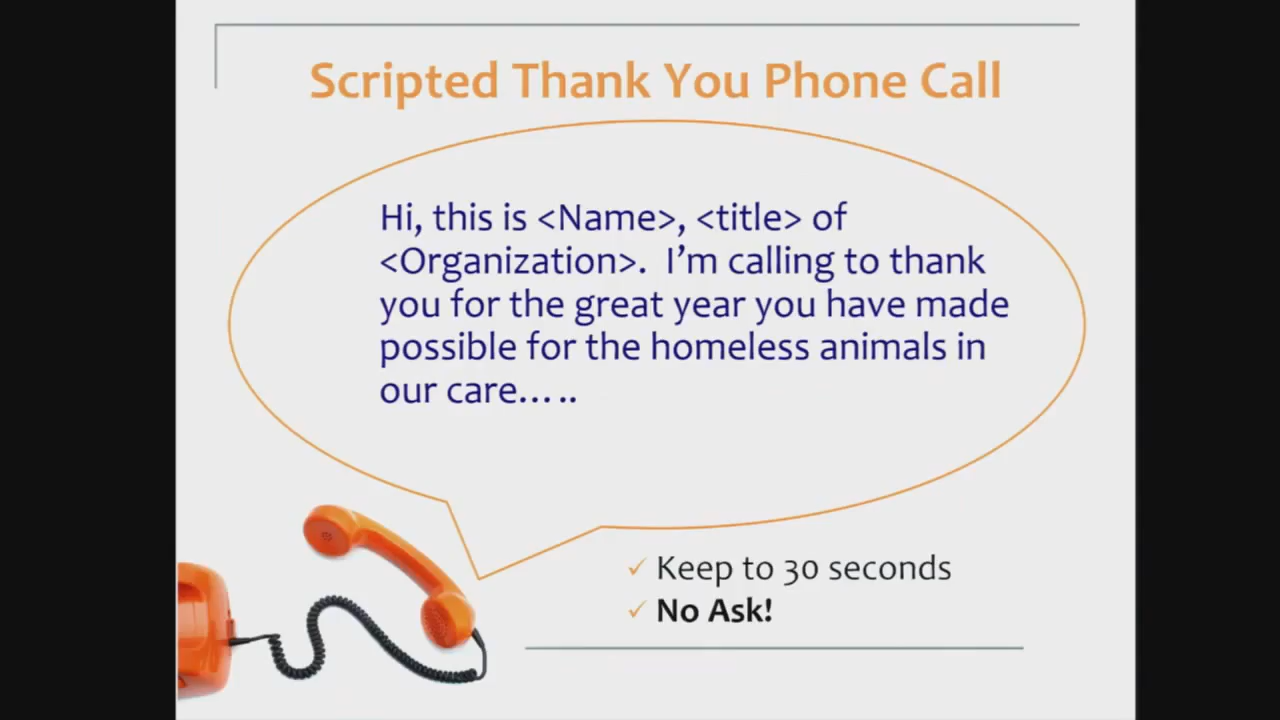 Scripted Thank You Phone Call
Hi, this is <Name>, <title> of
<Organization>.  I’m calling to thank
you for the great year you have made
possible for the homeless animals in
our care… ..
✓ Keep to 30 seconds
✓ No Ask!